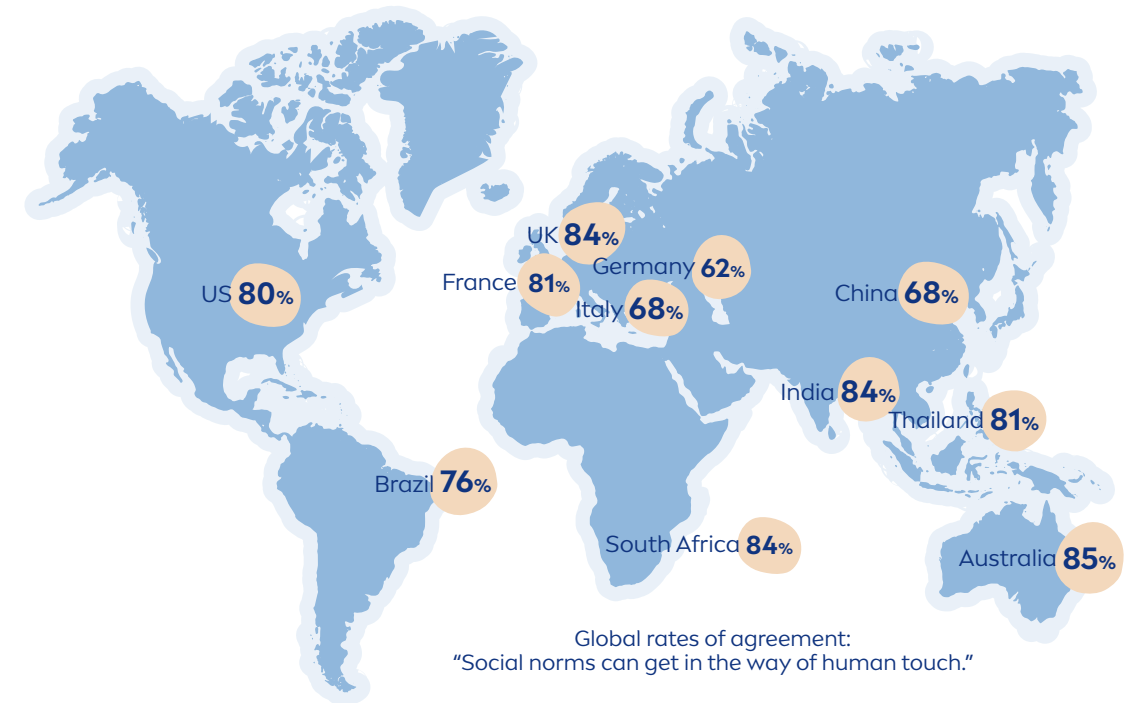 UK 84%
Germany 62%
France 81%
US 80%
Italy 68%
China 68%
India 84%
Thailand 81%
Brazil 76%
South Africa 84%
Australia 85%
Global rates of agreement:
“Social norms can get in the way of human touch.”